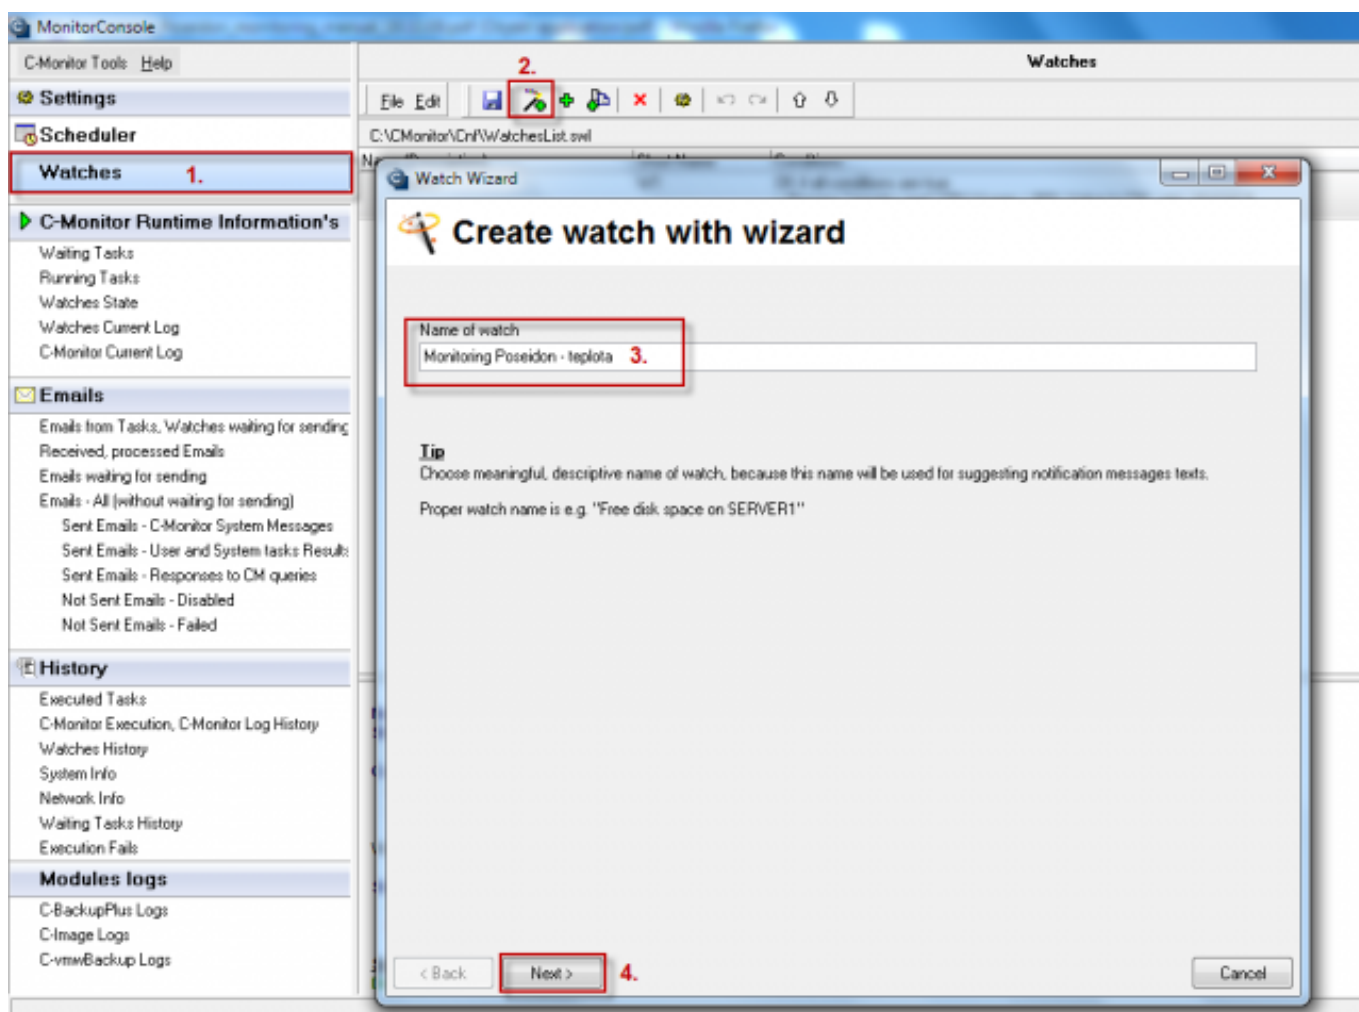 MonitorConsole
C-Monitor Tools Help
Watches
2.
Settings
File Edit
Scheduler
C:\CMonitor\Cnf\WatchesList.swl
Watches 1.
Watch Wizard
Create watch with wizard
C-Monitor Runtime Information's
Waiting Tasks
Running Tasks
Watches State
Watches Current Log
C-Monitor Current Log
Name of watch
Monitoring Poseidon - teplota 3.
Emails
Emails from Tasks, Watches waiting for sending
Received, processed Emails
Emails waiting for sending
Emails - All (without waiting for sending)
Sent Emails - C-Monitor System Messages
Sent Emails - User and System tasks Results
Sent Emails - Responses to CM queries
Not Sent Emails - Disabled
Not Sent Emails - Failed
Tip
Choose meaningful, descriptive name of watch, because this name will be used for suggesting notification messages texts.
Proper watch name is e.g. "Free disk space on SERVER1"
History
Executed Tasks
C-Monitor Execution, C-Monitor Log History
Watches History
System Info
Network Info
Waiting Tasks History
Execution Fails
Modules logs
C-BackupPlus Logs
C-Image Logs
C-vmwBackup Logs
< Back Next > 4. Cancel